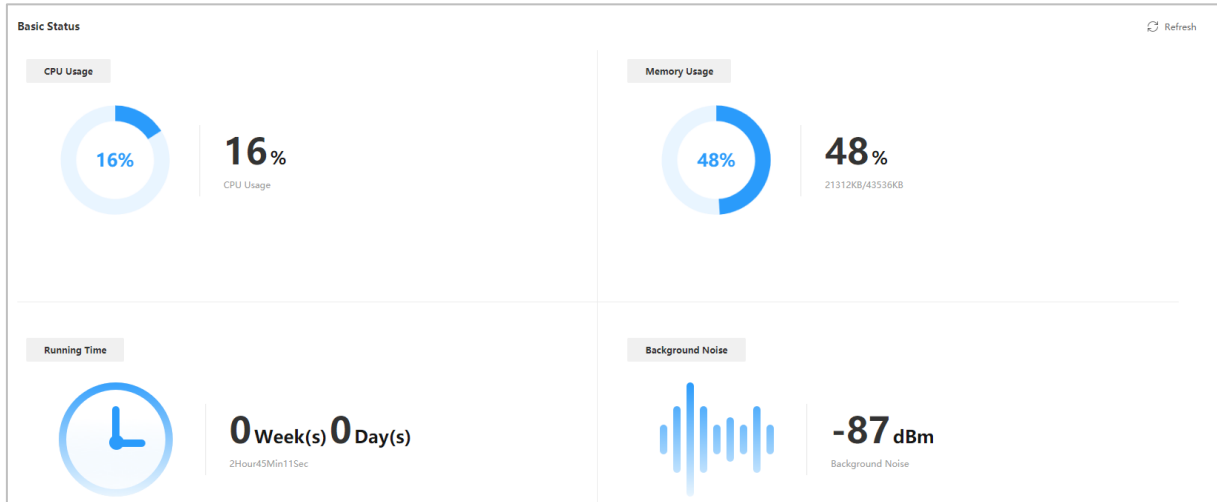 Basic Status
Refresh
CPU Usage
16%
16 %
CPU Usage
Memory Usage
48%
48 %
21312KB/43536KB
Running Time
0 Week(s) 0 Day(s)
2Hour45Min11Sec
Background Noise
-87 dBm
Background Noise